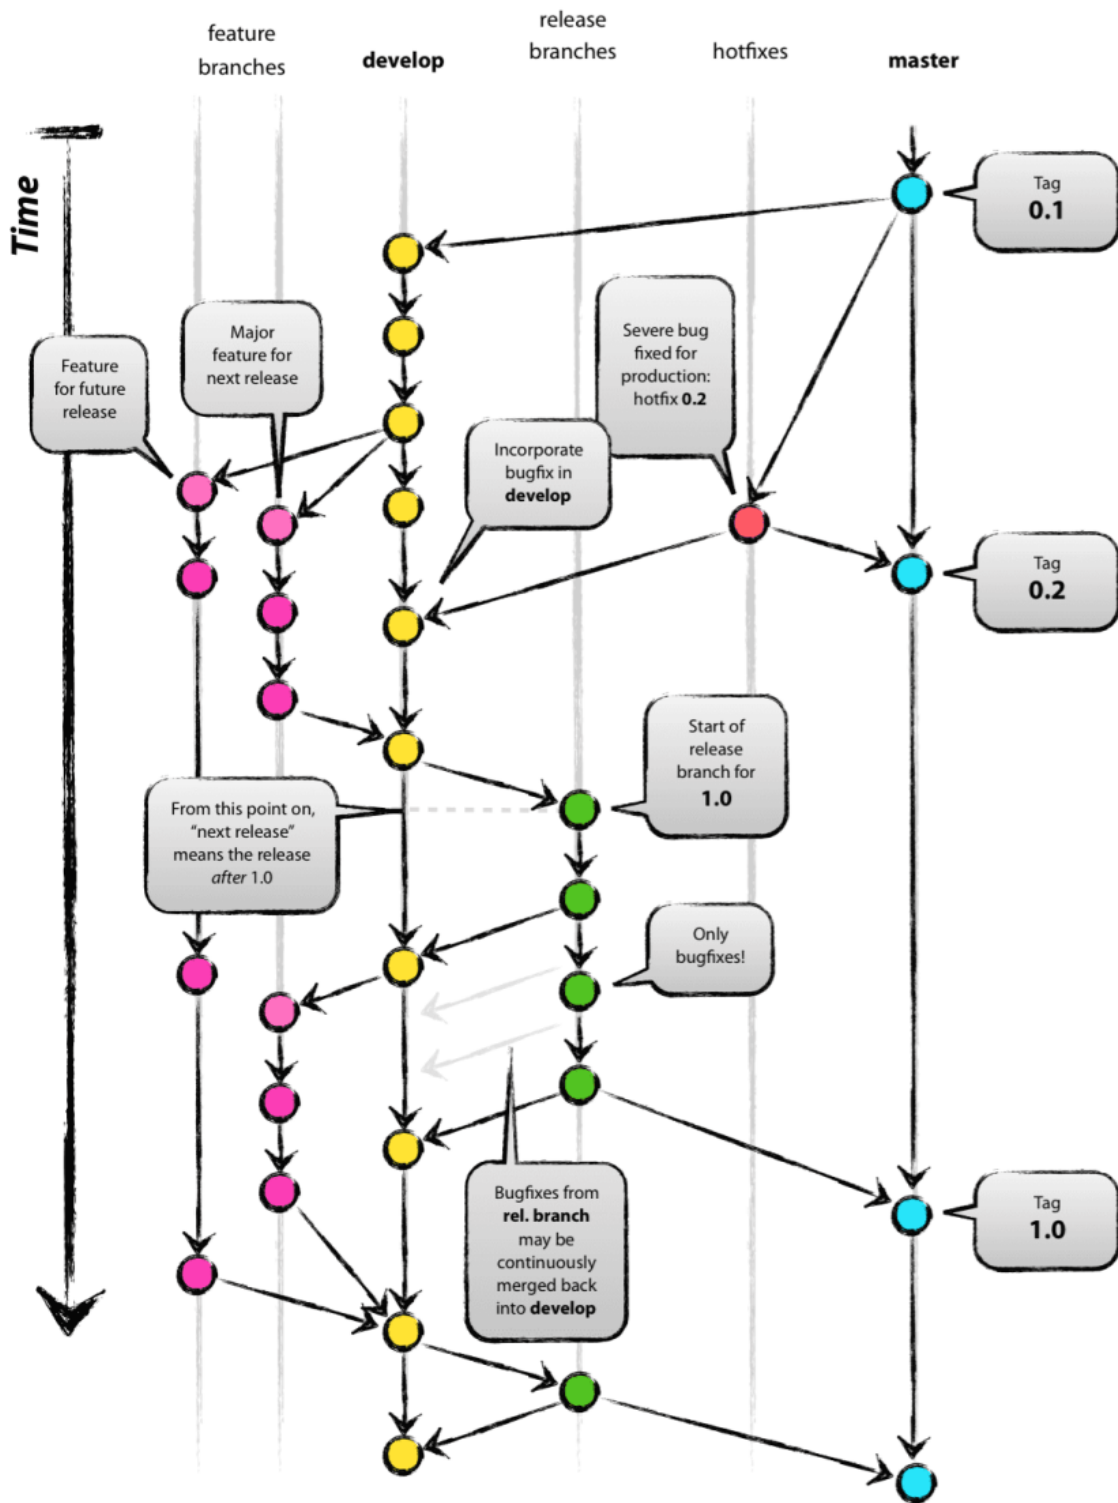 feature
branches
develop
release
branches
hotfixes
master
Time
Tag
0.1
Feature
for future
release
Major
feature for
next release
Severe bug
fixed for
production:
hotfix 0.2
Incorporate
bugfix in
develop
Tag
0.2
Start of
release
branch for
1.0
From this point on,
“next release”
means the release
after 1.0
Only
bugfixes!
Bugfixes from
rel. branch
may be
continuously
merged back
into develop
Tag
1.0